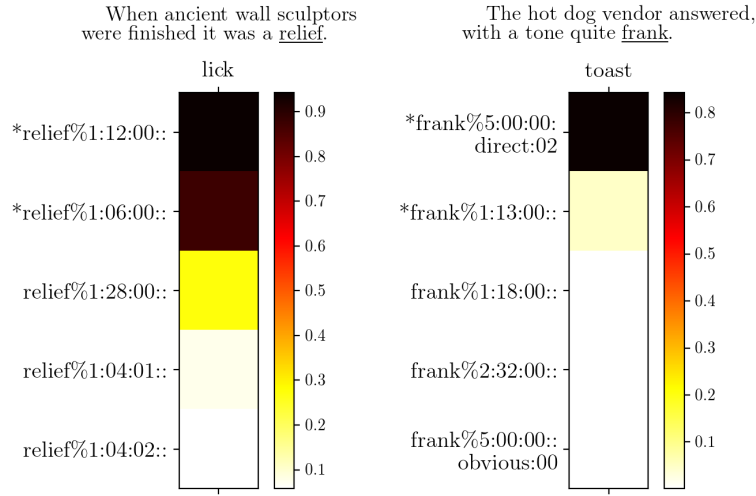 When ancient wall sculptors
were finished it was a relief.
lick
*relief%1:12:00::
*relief%1:06:00::
relief%1:28:00::
relief%1:04:01::
relief%1:04:02::
0.9
0.8
0.7
0.6
0.5
0.4
0.3
0.2
0.1
The hot dog vendor answered,
with a tone quite frank.
toast
*frank%5:00:00:
direct:02
*frank%1:13:00::
frank%1:18:00::
frank%2:32:00::
frank%5:00:00::
obvious:00
0.8
0.7
0.6
0.5
0.4
0.3
0.2
0.1